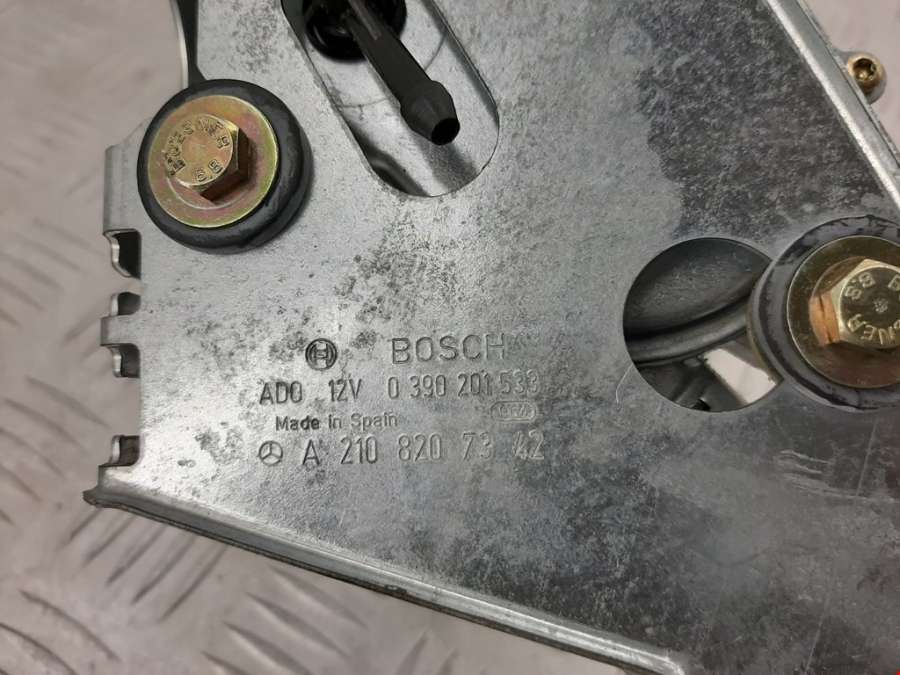 BOSCH
ADO 12V 0 390 201 533
Made in Spain
A 210 820 73 42